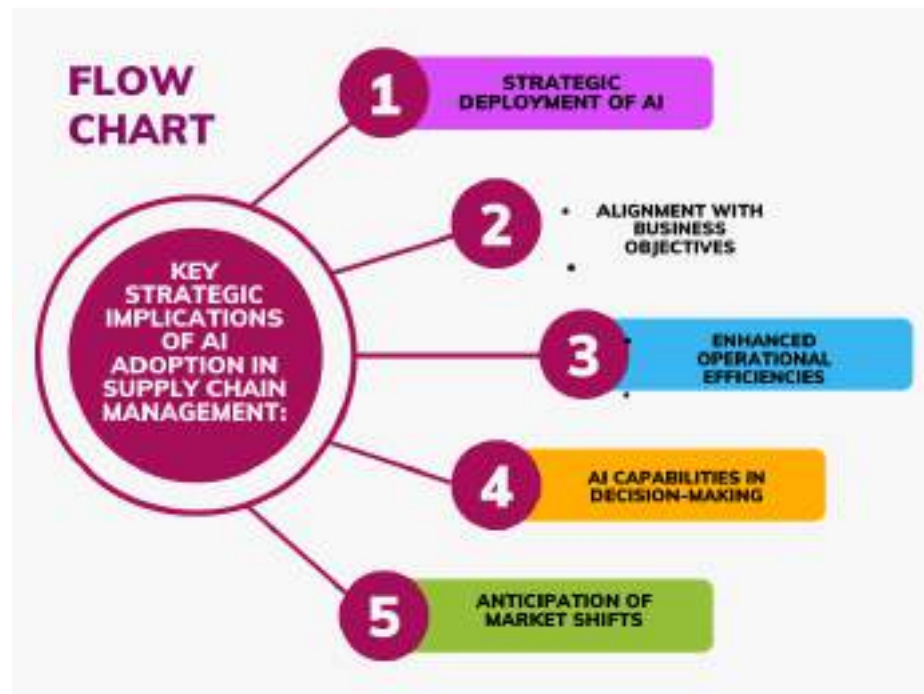 FLOW
CHART
1
STRATEGIC
DEPLOYMENT OF AI
2
• ALIGNMENT WITH
BUSINESS
OBJECTIVES
•
KEY
STRATEGIC
IMPLICATIONS
OF AI
ADOPTION IN
SUPPLY CHAIN
MANAGEMENT:
3
• ENHANCED
OPERATIONAL
EFFICIENCIES
•
4
AI CAPABILITIES IN
DECISION-MAKING
5
ANTICIPATION OF
MARKET SHIFTS